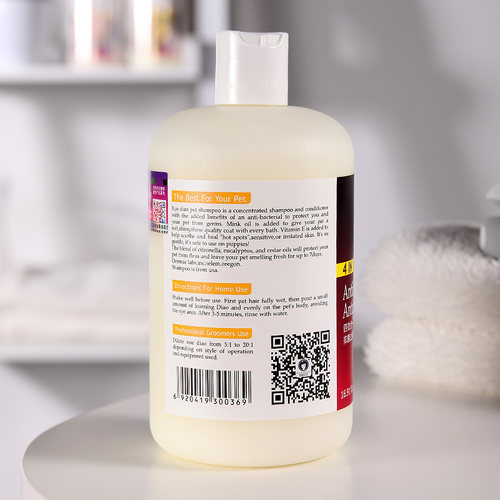 The Best For Your Pet
Xue diao pet shampoo is a concentrated shampoo and conditioner
with the added benefits of an anti-bacterial to protect you and
your pet from germs. Mink oil is added to give your pet a
soft,shiny,show quality coat with every bath. Vitamin E is added to
help soothe and heal "hot spots",sensitive,or irritated skin. It's so
gentle, it's safe to use on puppies!
The blend of citronella, eucalyptus, and cedar oils will protect your
pet from fleas and leave your pet smelling fresh for up to 7days.
Dermac labs,inc,selem,onegon.
Shampoo is from usa.
Directions For Home Use
Shake well before use. First pet hair fully wet, then pour a small
amount of learning Diao and evenly on the pet's body, avoiding
the eye area. After 3-5 minutes, rinse with water.
Professional Groomers Use
Dilute xue diao from 5:1 to 20:1
depending on style of operation
and equipment used.
6 920419 300369
4 IN
Anti